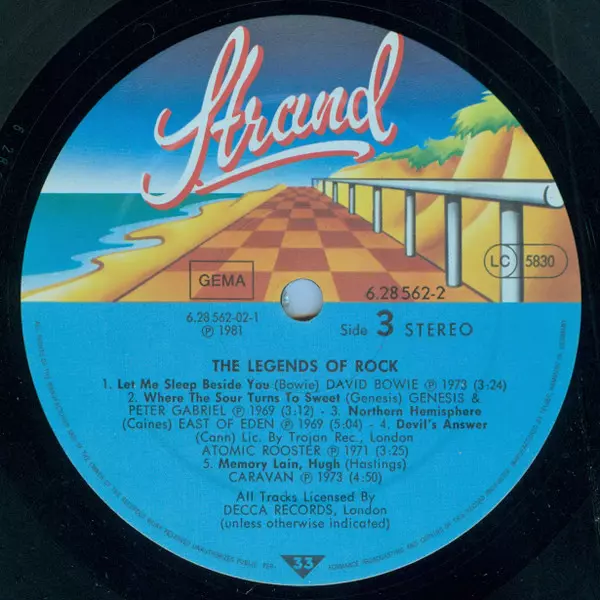 Strand
GEMA
LC 5830
6.28 562-2
6.28 562-02-1
℗ 1981
Side 3 STEREO
THE LEGENDS OF ROCK
1. Let Me Sleep Beside You (Bowie) DAVID BOWIE ℗ 1973 (3:24)
2. Where The Sour Turns To Sweet (Genesis) GENESIS &
PETER GABRIEL ℗ 1969 (3:12) - 3. Northern Hemisphere
(Caines) EAST OF EDEN ℗ 1969 (5:04) - 4. Devil's Answer
(Cann) Lic. By Trojan Rec., London
ATOMIC ROOSTER ℗ 1971 (3:25)
5. Memory Lain, Hugh (Hastings)
CARAVAN ℗ 1973 (4:50)
All Tracks Licensed By
DECCA RECORDS, London
(unless otherwise indicated)
33